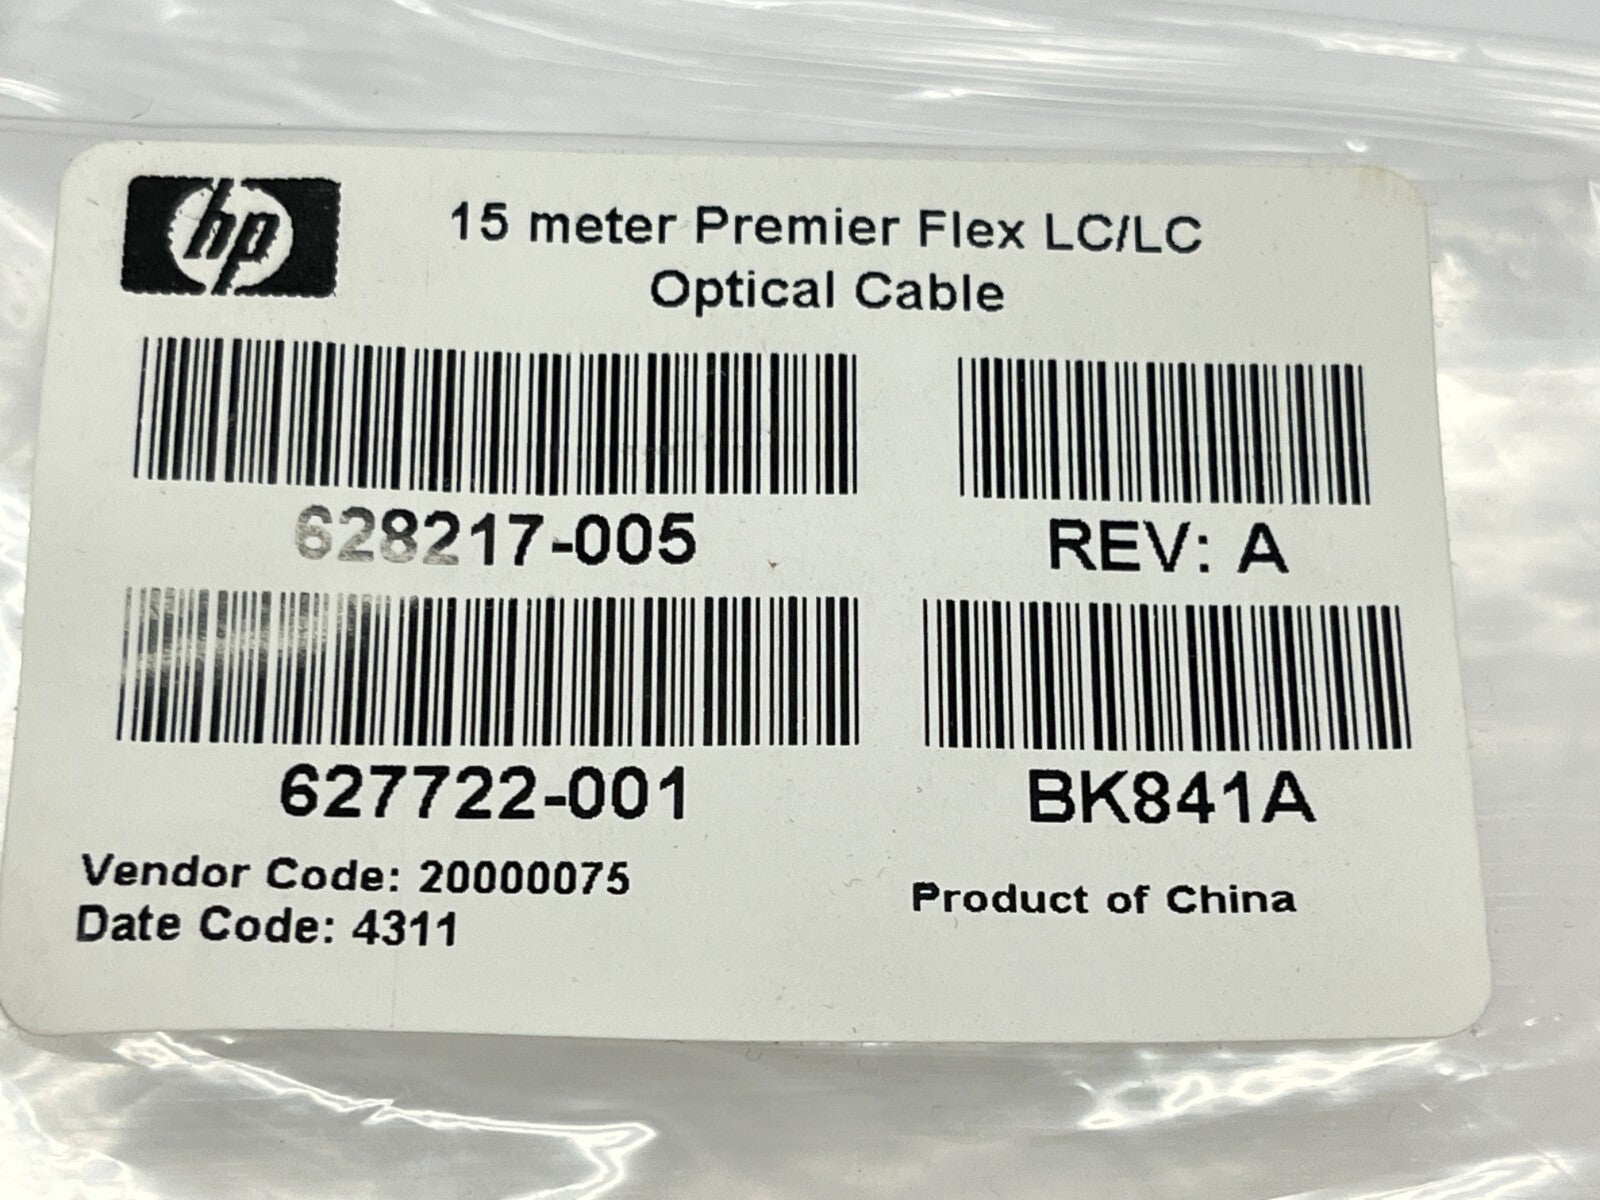 hp
15 meter Premier Flex LC/LC
Optical Cable
628217-005
REV: A
627722-001
BK841A
Vendor Code: 20000075
Date Code: 4311
Product of China